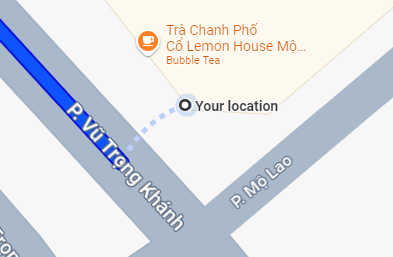 Trà Chanh Phố
Cổ Lemon House Mộ...
Bubble Tea
Your location
P. Vũ Trọng Khánh
P. Mộ Lao